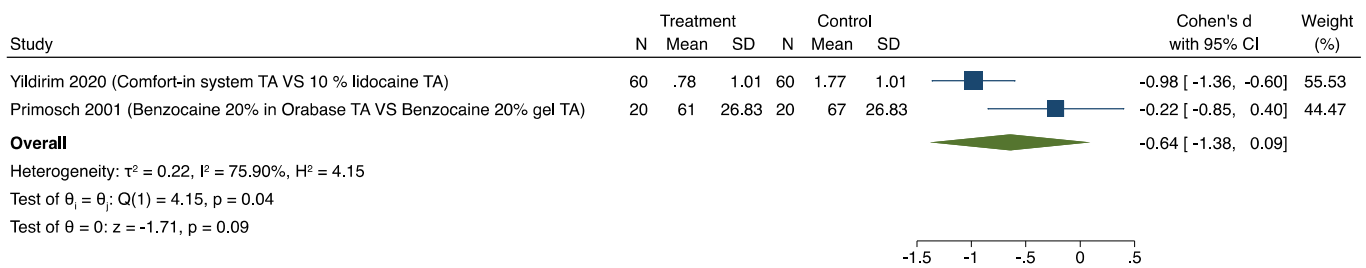 Treatment Control Cohen's d Weight
Study N Mean SD N Mean SD with 95% CI (%)
Yildirim 2020 (Comfort-in system TA VS 10 % lidocaine TA) 60 .78 1.01 60 1.77 1.01 -0.98 [ -1.36, -0.60] 55.53
Primosch 2001 (Benzocaine 20% in Orabase TA VS Benzocaine 20% gel TA) 20 61 26.83 20 67 26.83 -0.22 [ -0.85, 0.40] 44.47
Overall -0.64 [ -1.38, 0.09]
Heterogeneity: τ² = 0.22, I² = 75.90%, H² = 4.15
Test of θᵢ = θⱼ: Q(1) = 4.15, p = 0.04
Test of θ = 0: z = -1.71, p = 0.09
-1.5 -1 -.5 0 .5